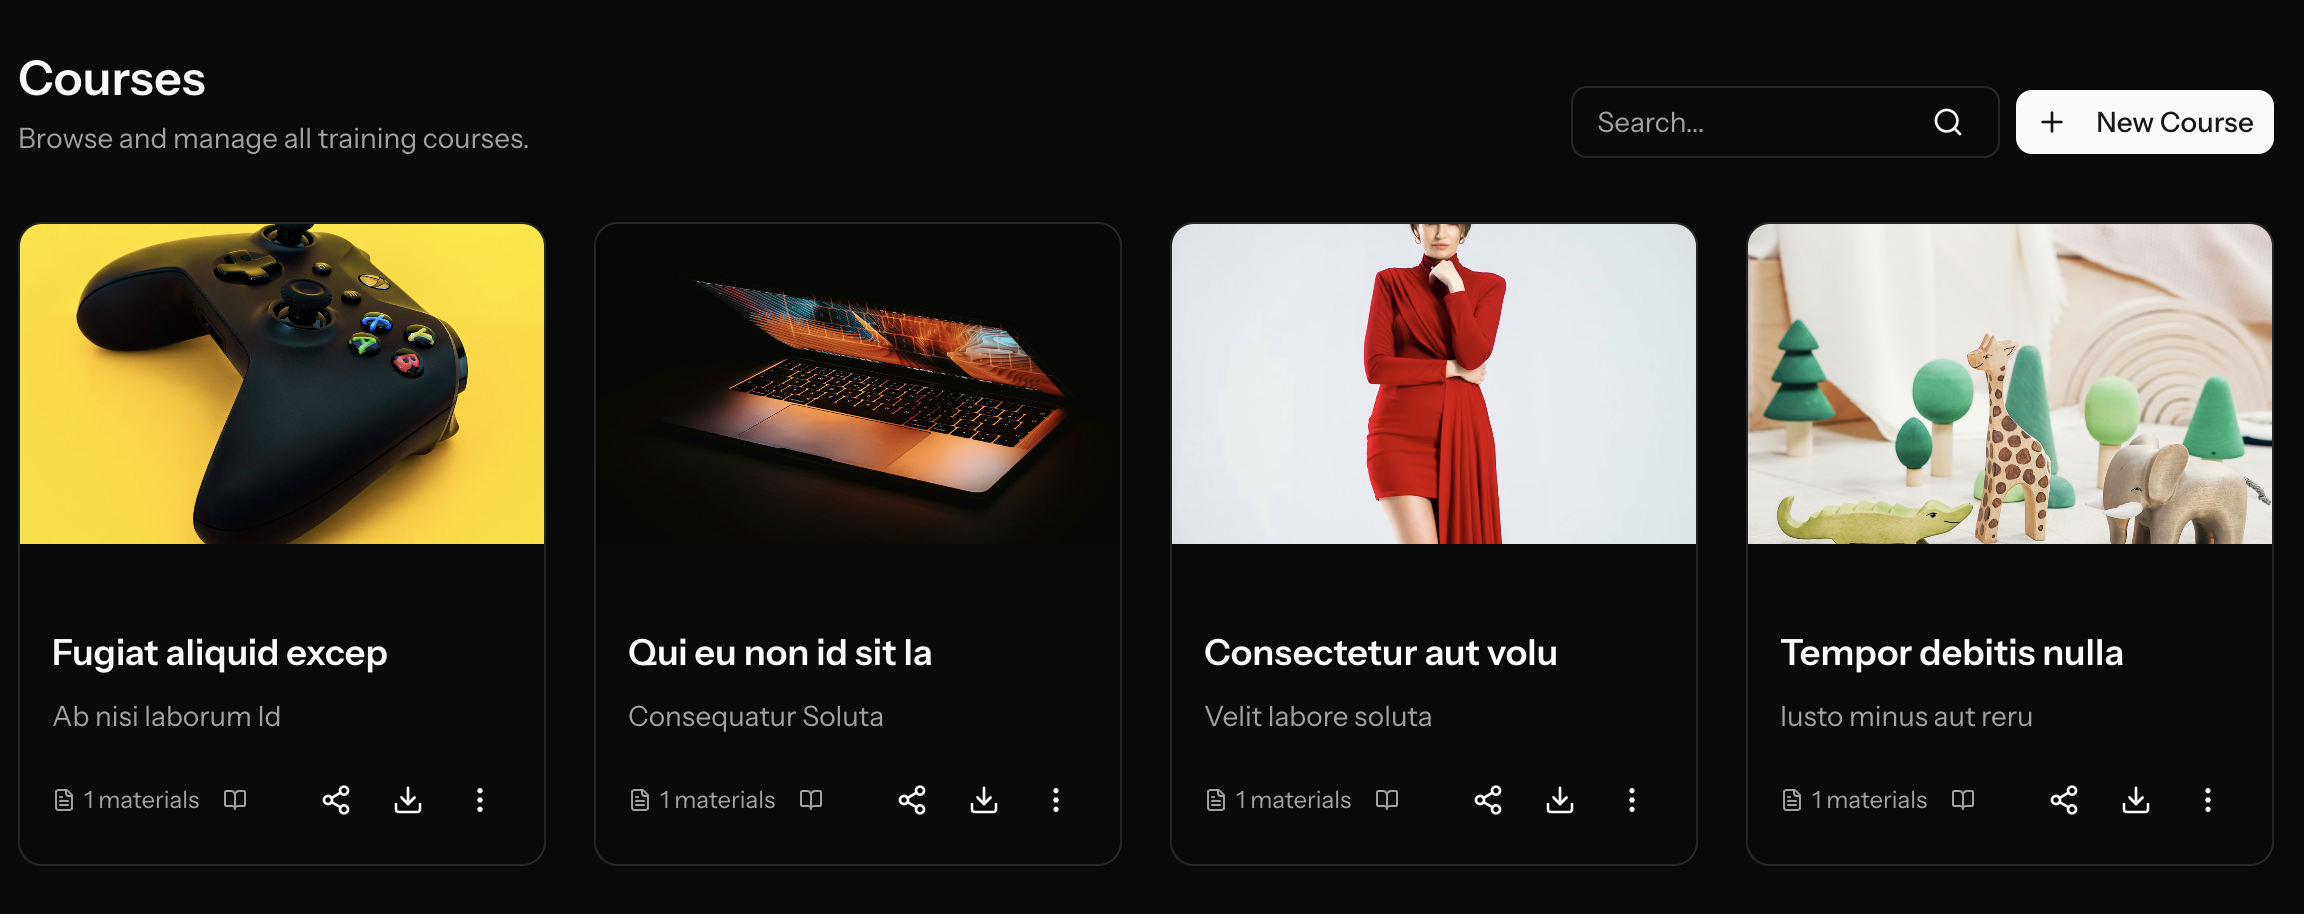 Courses
Browse and manage all training courses.
Search...
New Course
X
Y
A
B
Fugiat aliquid excep
Ab nisi laborum Id
1 materials
Qui eu non id sit la
Consequatur Soluta
1 materials
Consectetur aut volu
Velit labore soluta
1 materials
Tempor debitis nulla
Iusto minus aut reru
1 materials